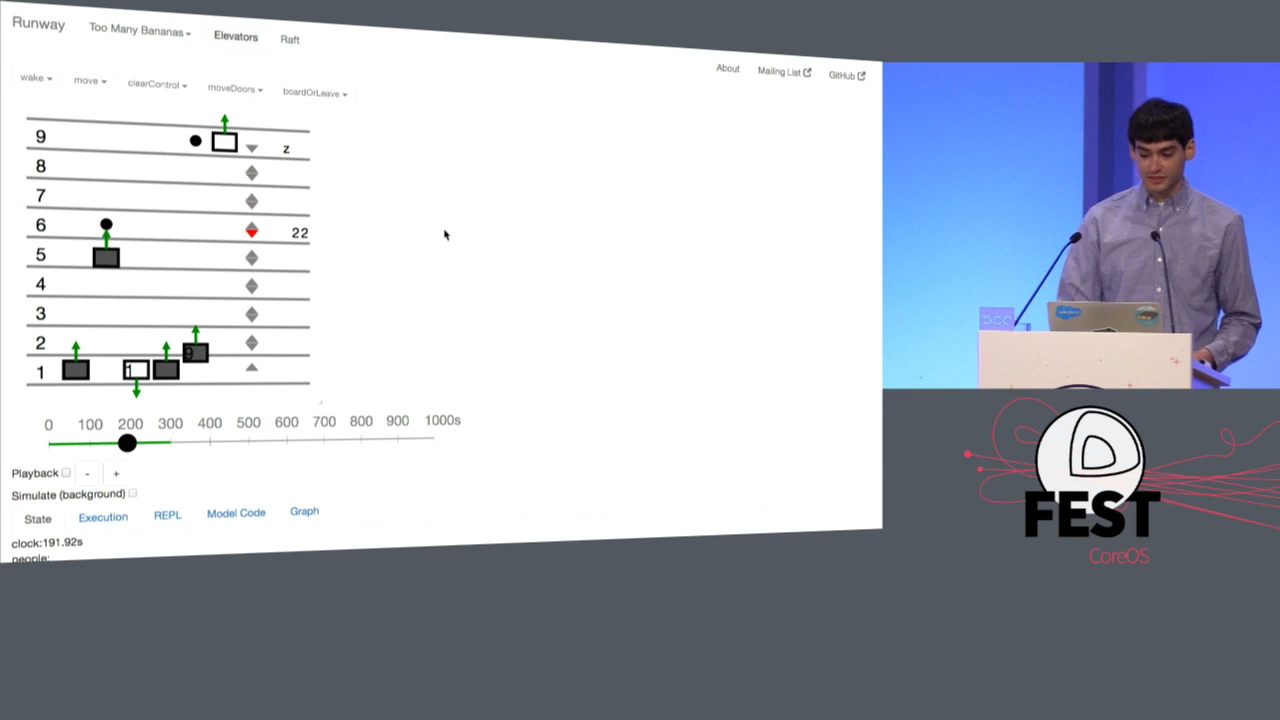 Runway Too Many Bananas Elevators Raft
About Mailing List GitHub
wake move clearControl moveDoors boardOrLeave
9 z
8
7
6 22
5
4
3
2 9
1 1
0 100 200 300 400 500 600 700 800 900 1000s
Playback - +
Simulate (background)
State Execution REPL Model Code Graph
clock:191.92s
people:
FEST
CoreOS